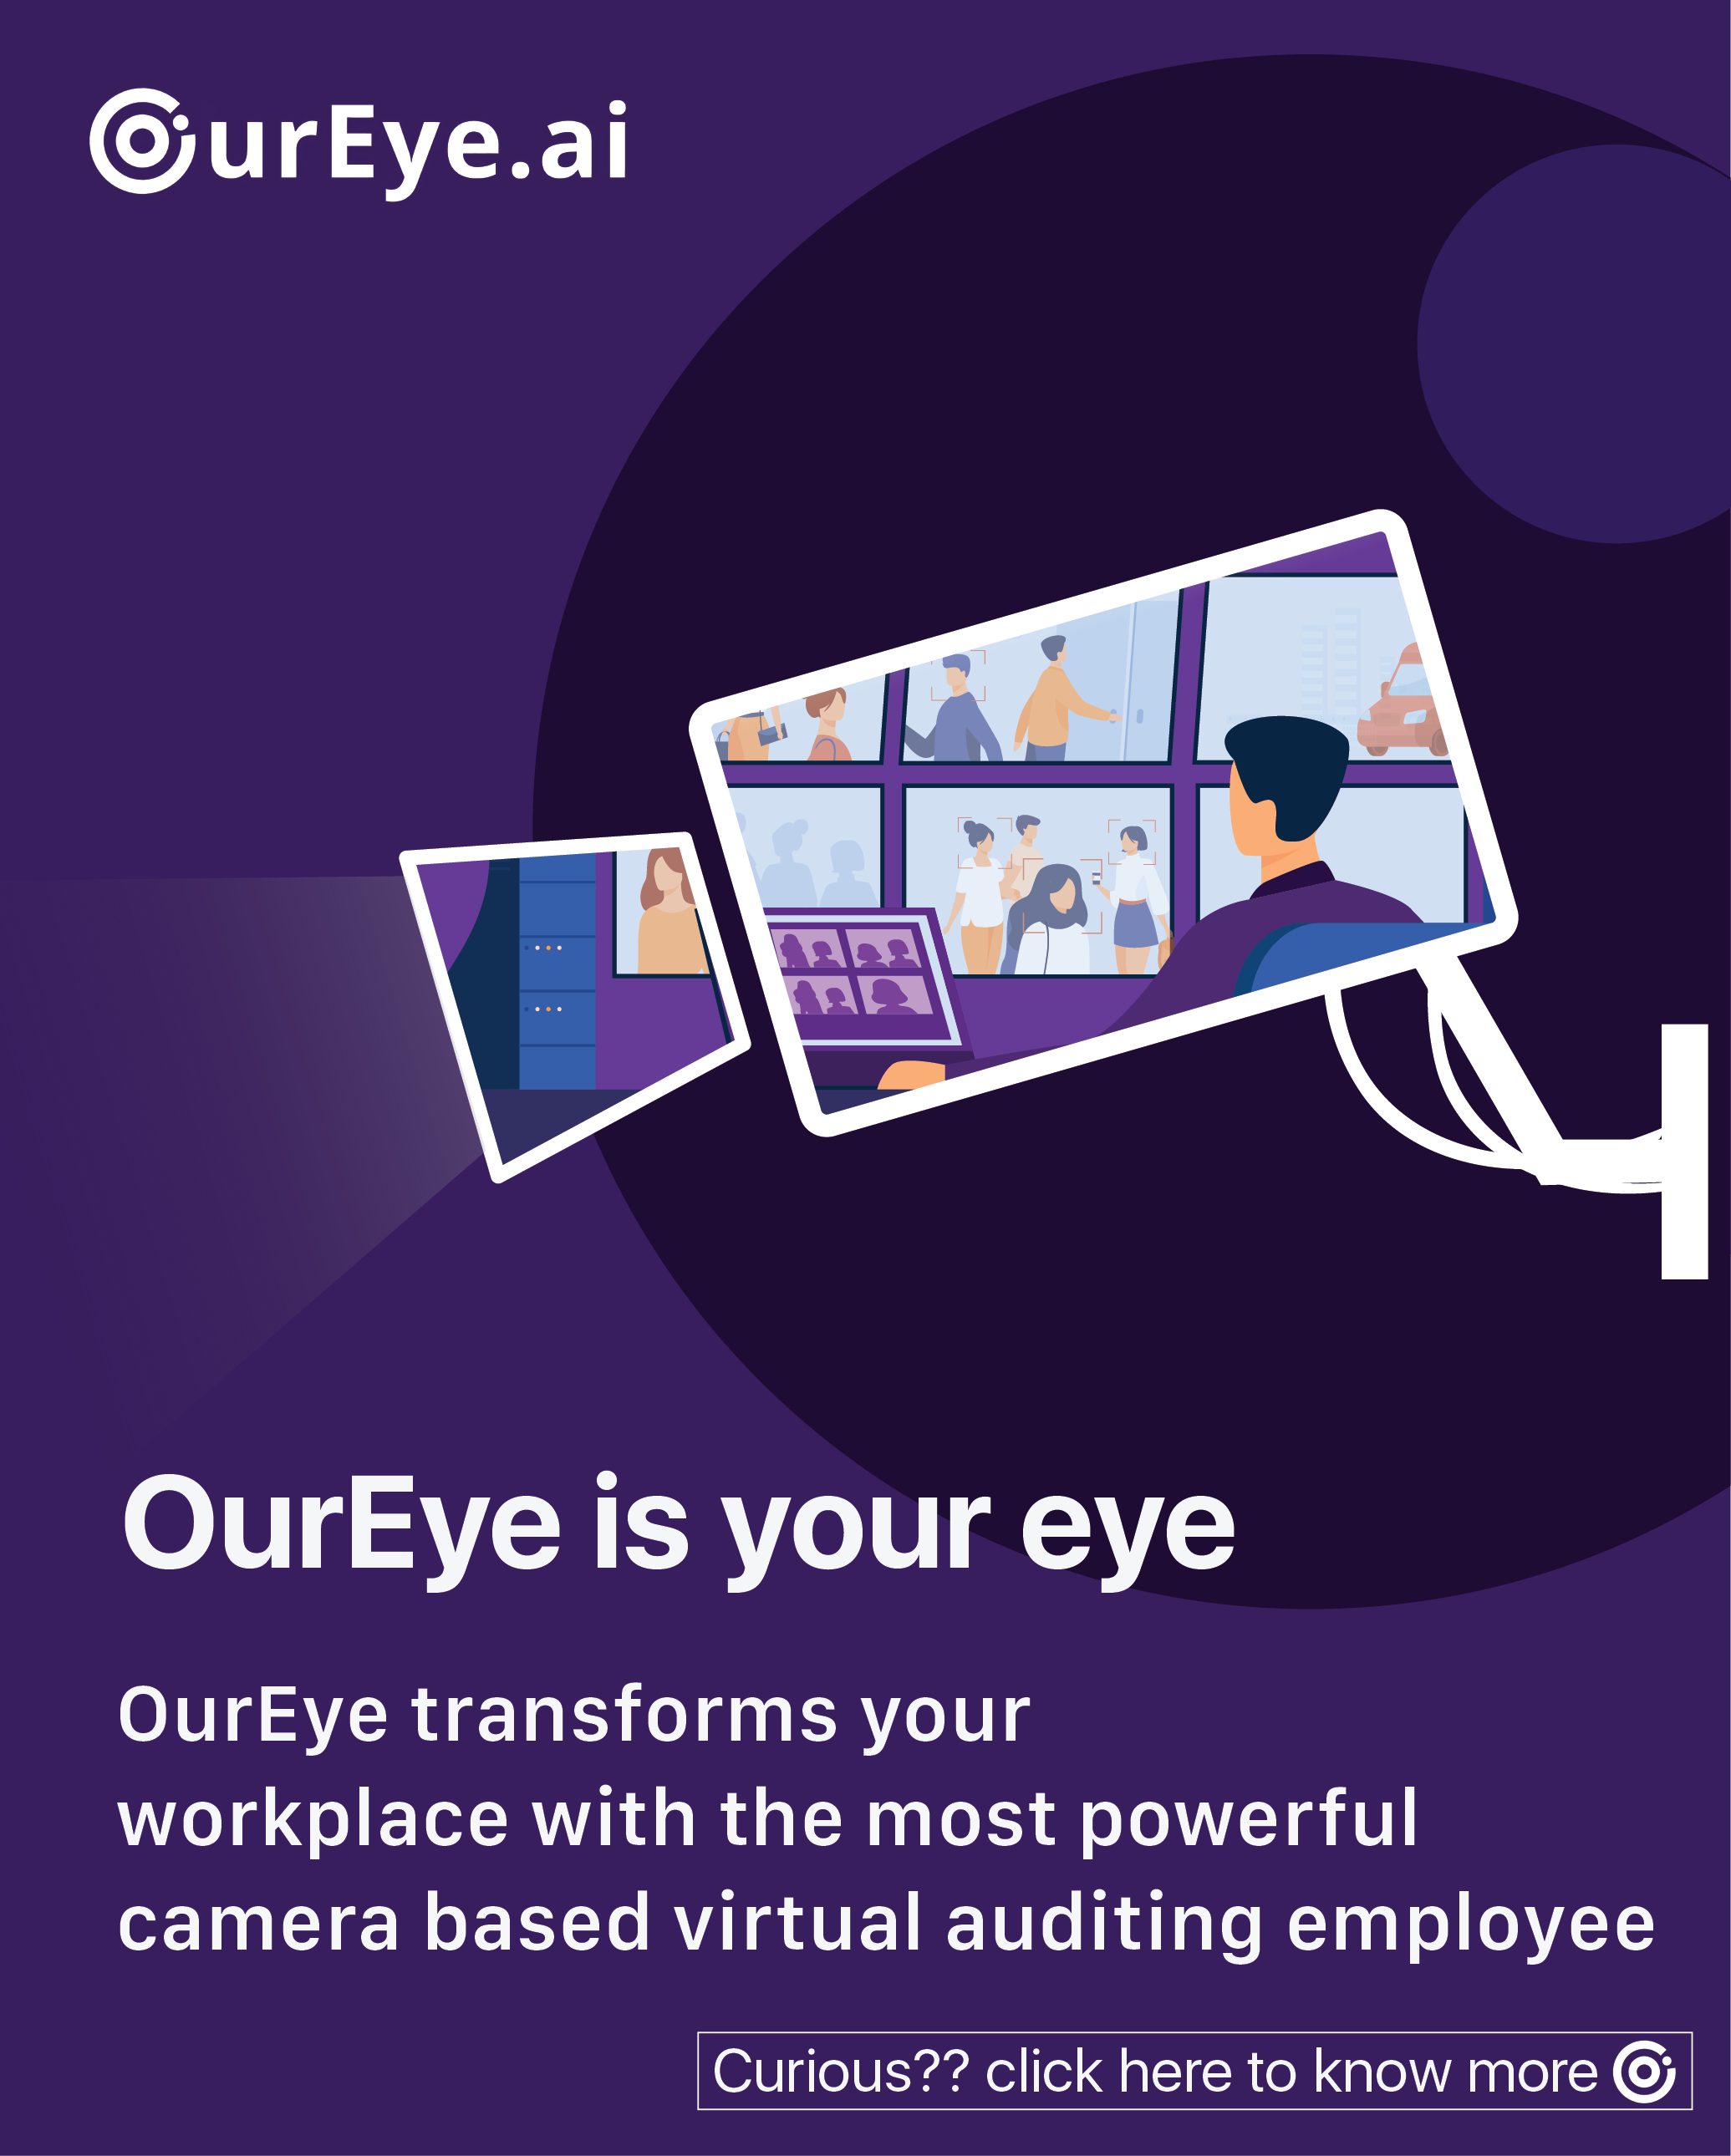 OurEye.ai
OurEye is your eye
OurEye transforms your
workplace with the most powerful
camera based virtual auditing employee
Curious?? click here to know more